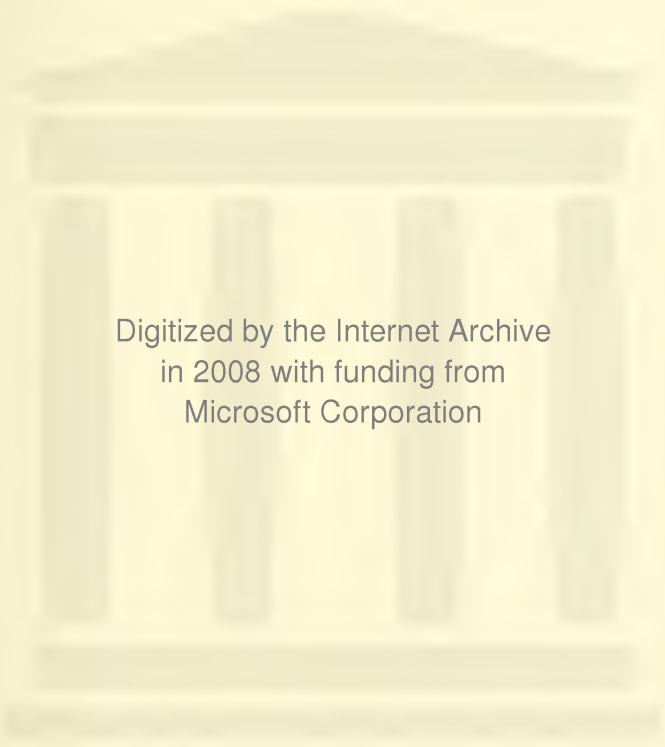 Digitized by the Internet Archive
in 2008 with funding from
Microsoft Corporation